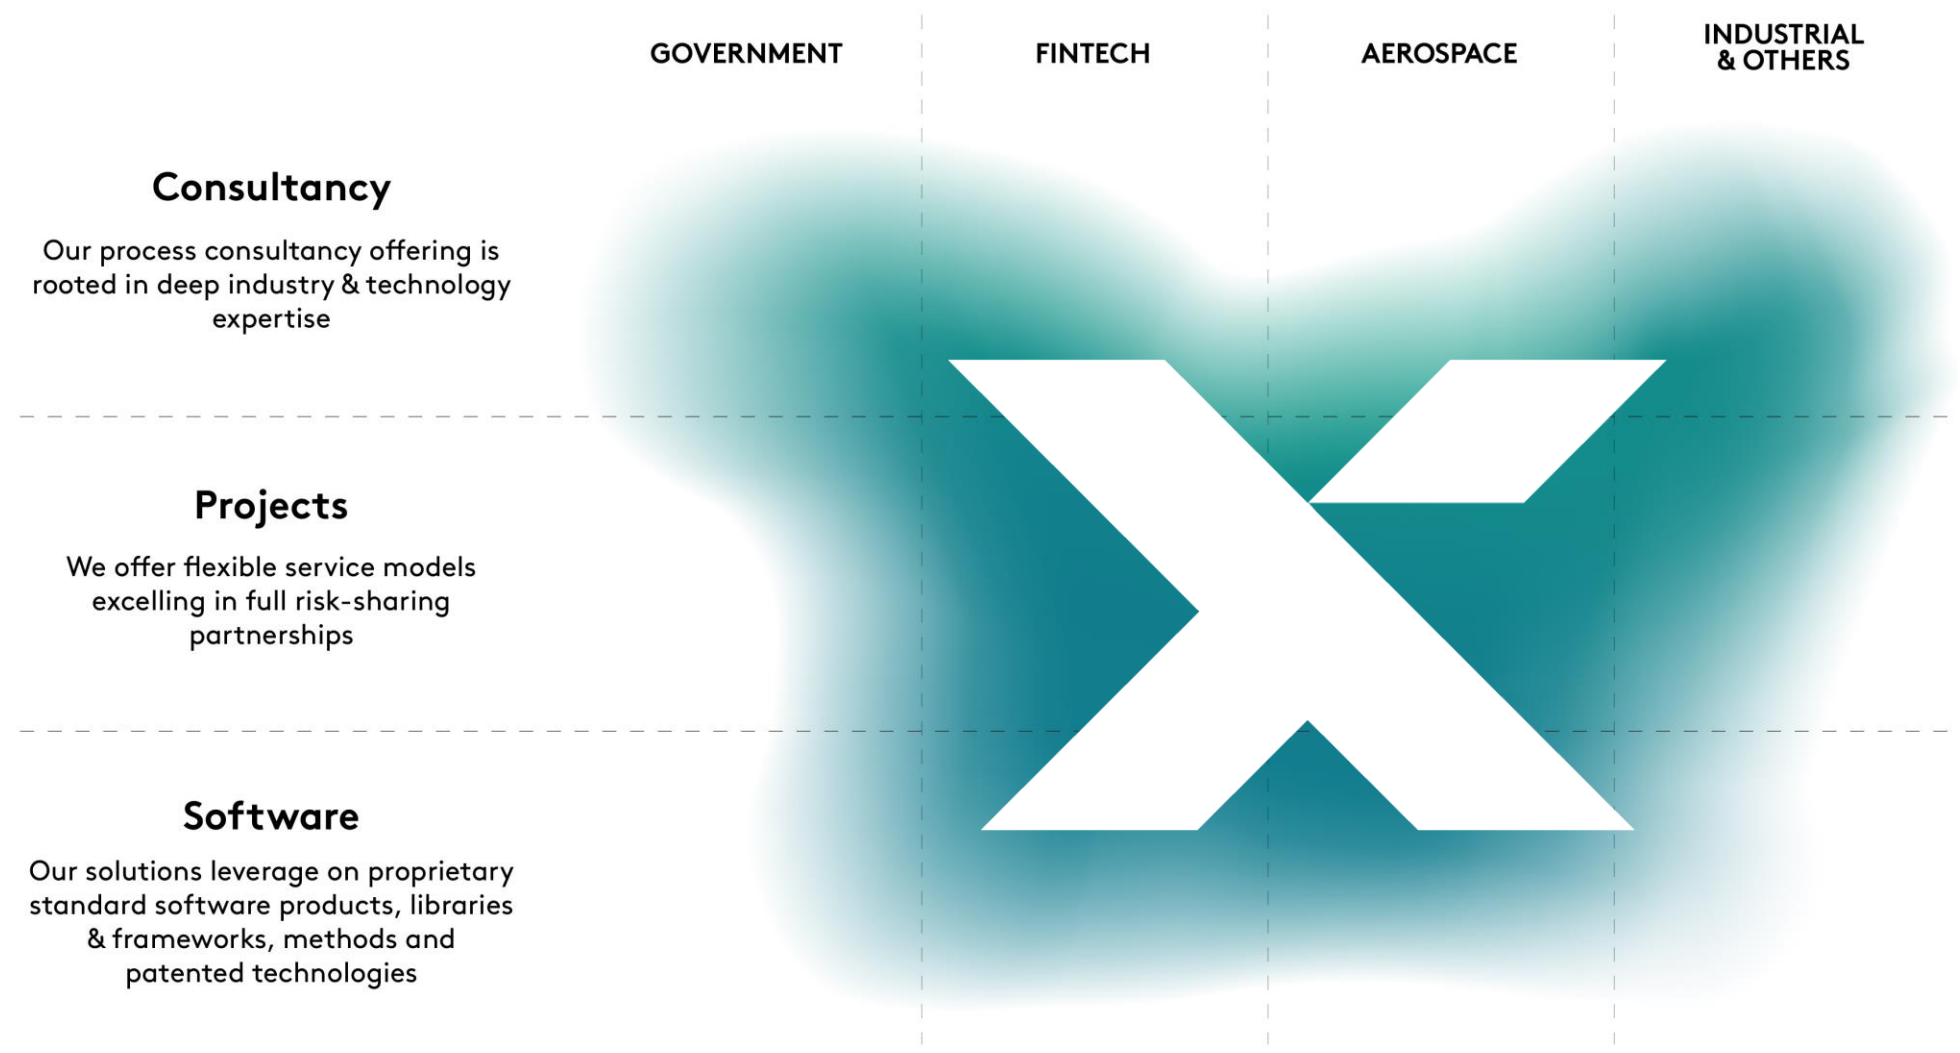 GOVERNMENT
FINTECH
AEROSPACE
INDUSTRIAL
& OTHERS
Consultancy
Our process consultancy offering is
rooted in deep industry & technology
expertise
Projects
We offer flexible service models
excelling in full risk-sharing
partnerships
Software
Our solutions leverage on proprietary
standard software products, libraries
& frameworks, methods and
patented technologies